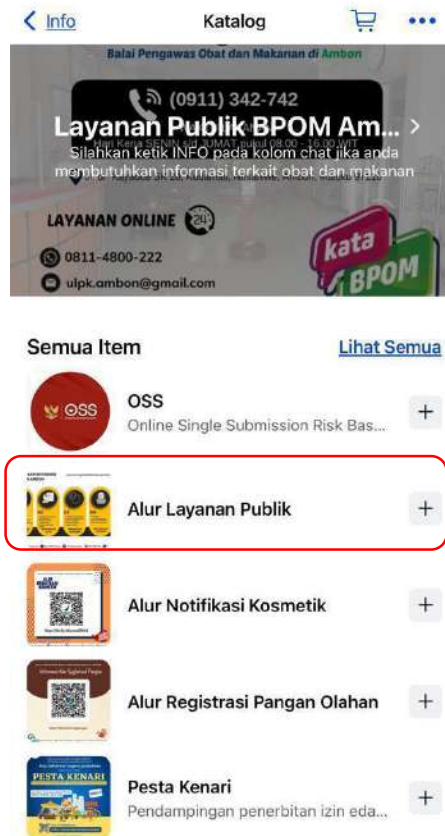 Info
Katalog
Balai Pengawas Obat dan Makanan di Ambon
(0911) 342-742
Layanan Publik BPOM Am...
Hari Kerja SENIN s/d JUMAT pukul 08.00 - 16.00 WIT
Silahkan ketik INFO pada kolom chat jika anda
membutuhkan informasi terkait obat dan makanan
LAYANAN ONLINE 24
0811-4800-222
ulpk.ambon@gmail.com
kata
BPOM
Semua Item
Lihat Semua
OSS
OSS
Online Single Submission Risk Bas...
Alur Layanan Publik
Alur Notifikasi Kosmetik
Alur Registrasi Pangan Olahan
PESTA KENARI
Pesta Kenari
Pendampingan penerbitan izin eda...